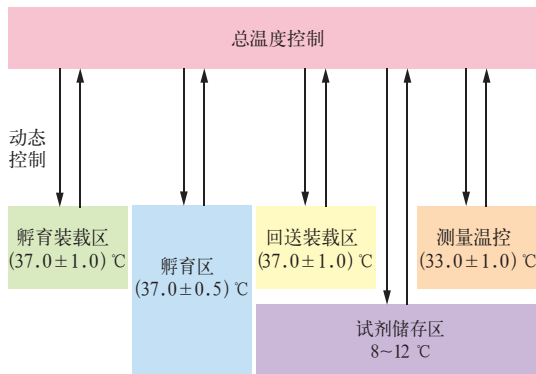 总温度控制
动态
控制
孵育装载区
(37.0±1.0) ℃
孵育区
(37.0±0.5) ℃
回送装载区
(37.0±1.0) ℃
测量温控
(33.0±1.0) ℃
试剂储存区
8~12 ℃